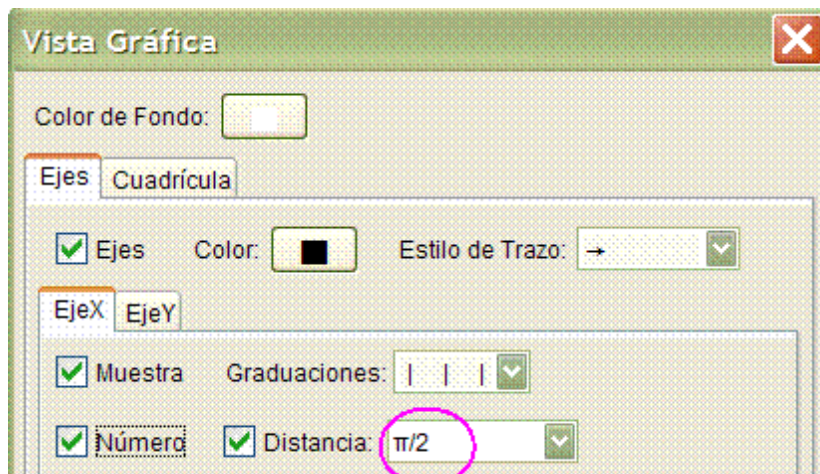 Vista Gráfica
Color de Fondo:
Ejes Cuadrícula
Ejes Color: Estilo de Trazo: →
EjeX EjeY
Muestra Graduaciones: | | |
Número Distancia: π/2